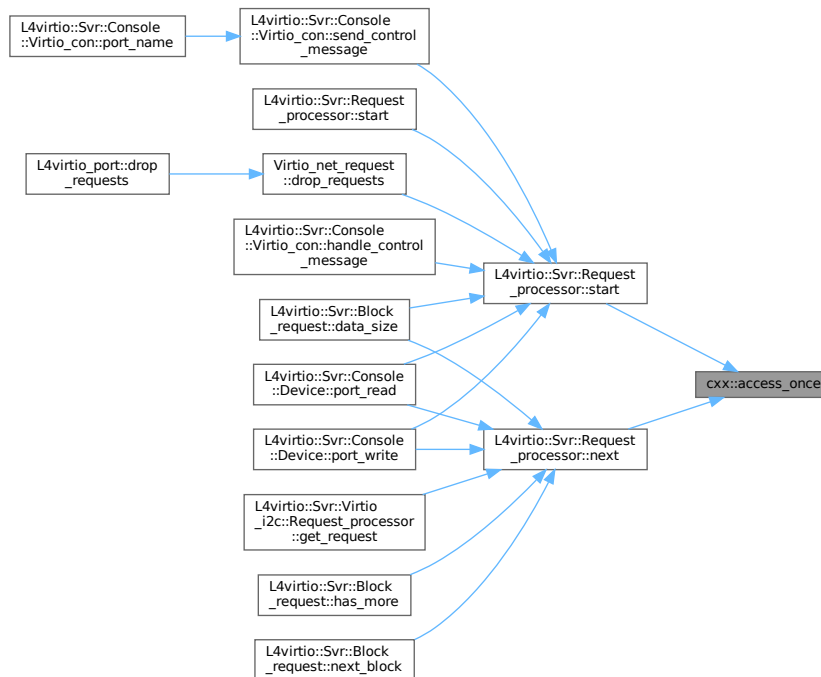 L4virtio::Svr::Console
::Virtio_con::port_name
L4virtio::Svr::Console
::Virtio_con::send_control
_message
L4virtio::Svr::Request
_processor::start
L4virtio_port::drop
_requests
Virtio_net_request
::drop_requests
L4virtio::Svr::Console
::Virtio_con::handle_control
_message
L4virtio::Svr::Request
_processor::start
L4virtio::Svr::Block
_request::data_size
L4virtio::Svr::Console
::Device::port_read
cxx::access_once
L4virtio::Svr::Console
::Device::port_write
L4virtio::Svr::Request
_processor::next
L4virtio::Svr::Virtio
_i2c::Request_processor
::get_request
L4virtio::Svr::Block
_request::has_more
L4virtio::Svr::Block
_request::next_block